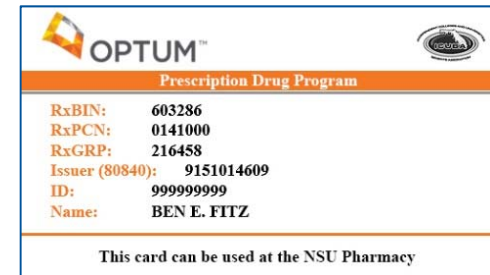 OPTUM™
ICUBA
Prescription Drug Program
RxBIN: 603286
RxPCN: 0141000
RxGRP: 216458
Issuer (80840): 9151014609
ID: 999999999
Name: BEN E. FITZ
This card can be used at the NSU Pharmacy